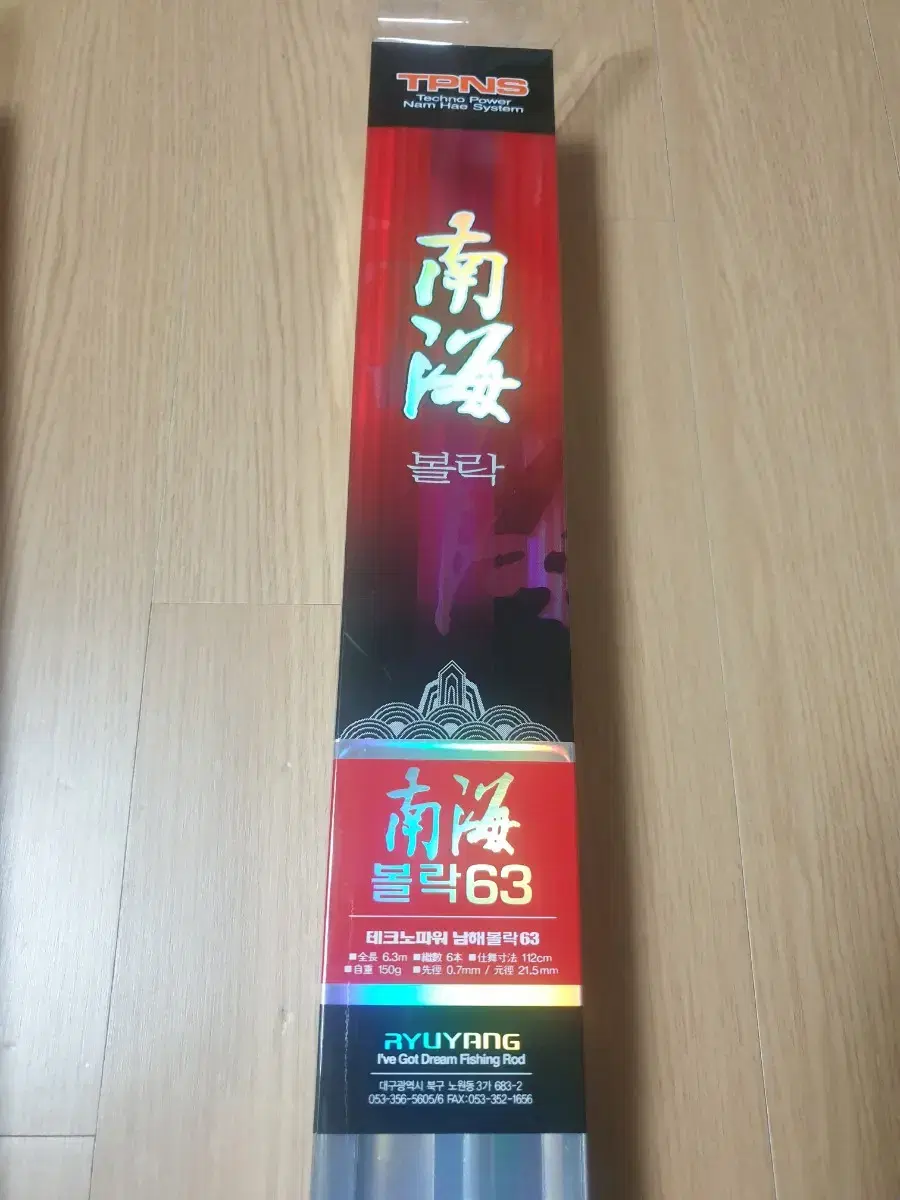 TPNS
Techno Power
Nam Hae System
南
海
볼락
南海
볼락63
테크노파워 남해볼락63
■全長 6.3m ■繼數 6本 ■仕舞寸法 112cm
■自重 150g ■先徑 0.7mm / 元徑 21.5mm
RYUYANG
I've Got Dream Fishing Rod
대구광역시 북구 노원동3가 683-2
053-356-5605/6 FAX:053-352-1656